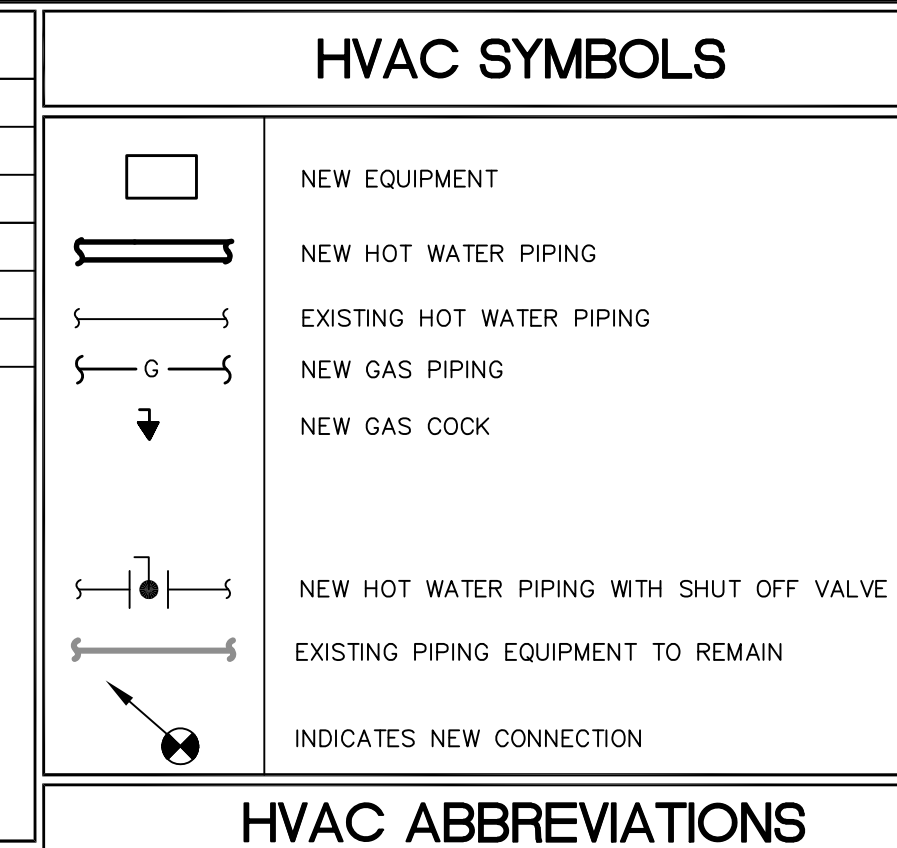 HVAC SYMBOLS
NEW EQUIPMENT
NEW HOT WATER PIPING
EXISTING HOT WATER PIPING
G
NEW GAS PIPING
NEW GAS COCK
NEW HOT WATER PIPING WITH SHUT OFF VALVE
EXISTING PIPING EQUIPMENT TO REMAIN
INDICATES NEW CONNECTION
HVAC ABBREVIATIONS